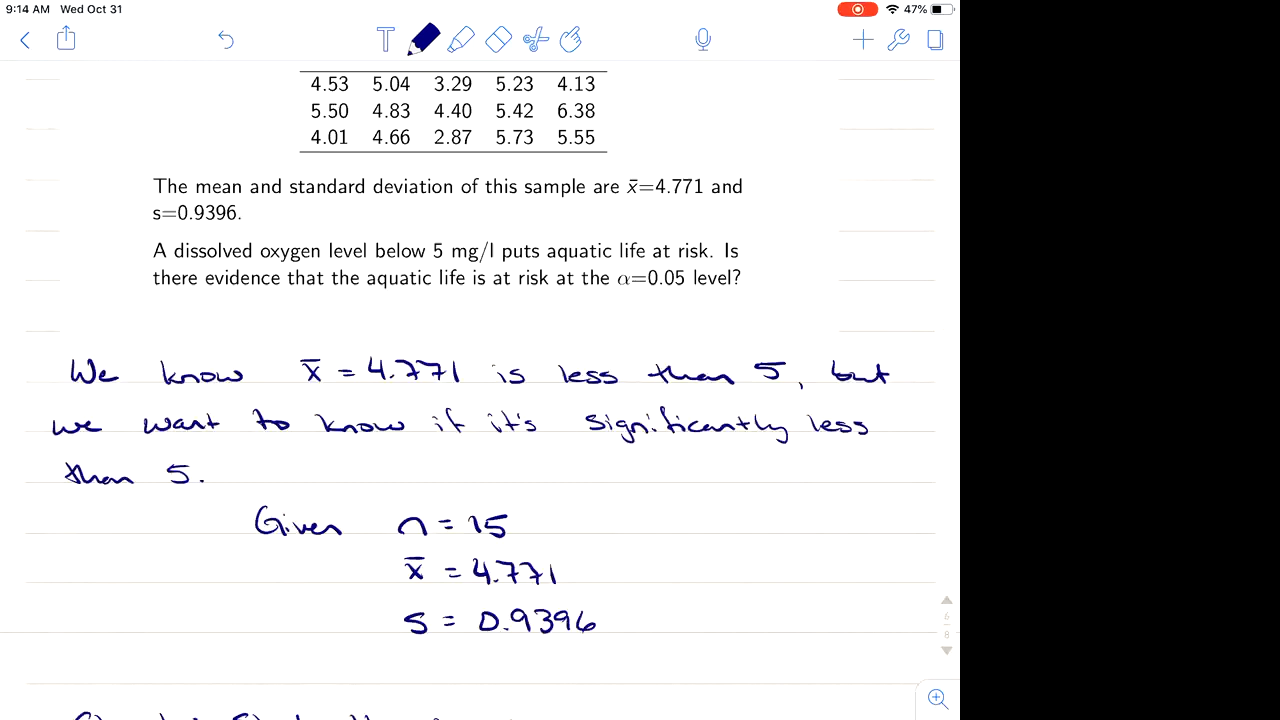 9:14 AM Wed Oct 31
47%
T
4.53 5.04 3.29 5.23 4.13
5.50 4.83 4.40 5.42 6.38
4.01 4.66 2.87 5.73 5.55
The mean and standard deviation of this sample are x̄=4.771 and
s=0.9396.
A dissolved oxygen level below 5 mg/l puts aquatic life at risk. Is
there evidence that the aquatic life is at risk at the α=0.05 level?
We know x̄ = 4.771 is less than 5, but
we want to know if it's significantly less
than 5.
Given n = 15
x̄ = 4.771
s = 0.9396
6
8